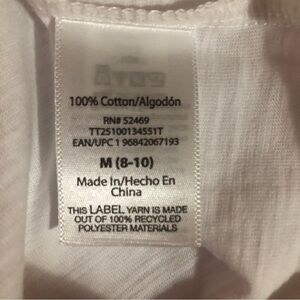 100% Cotton/Algodón
RN# 52469
TT25100134551T
EAN/UPC 1 96842067193
M (8-10)
Made In/Hecho En
China
THIS LABEL YARN IS MADE
OUT OF 100% RECYCLED
POLYESTER MATERIALS